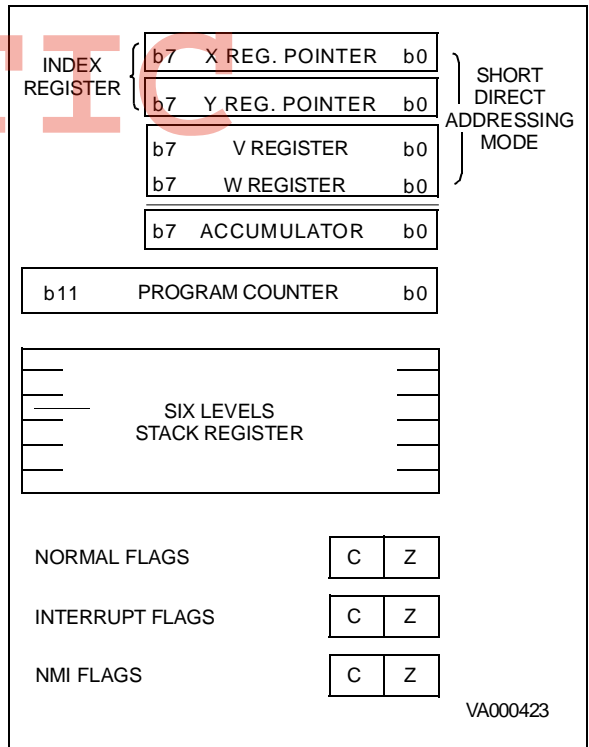 INDEX
REGISTER
b7 X REG. POINTER b0
b7 Y REG. POINTER b0
b7 V REGISTER b0
b7 W REGISTER b0
b7 ACCUMULATOR b0
SHORT
DIRECT
ADDRESSING
MODE
b11 PROGRAM COUNTER b0
SIX LEVELS
STACK REGISTER
NORMAL FLAGS C Z
INTERRUPT FLAGS C Z
NMI FLAGS C Z
VA000423